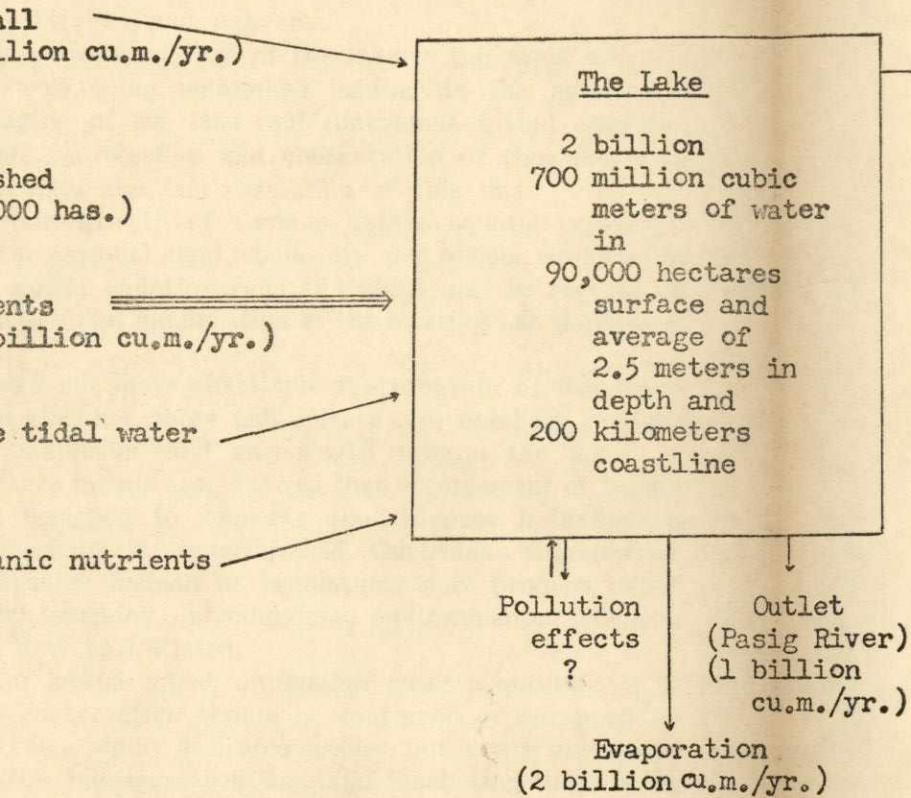 all
llion cu.m./yr.)
shed
000 has.)
ents
billion cu.m./yr.)
e tidal water
anic nutrients
The Lake
2 billion
700 million cubic
meters of water
in
90,000 hectares
surface and
average of
2.5 meters in
depth and
200 kilometers
coastline
Pollution
effects
?
Outlet
(Pasig River)
(1 billion
cu.m./yr.)
Evaporation
(2 billion cu.m./yr.)